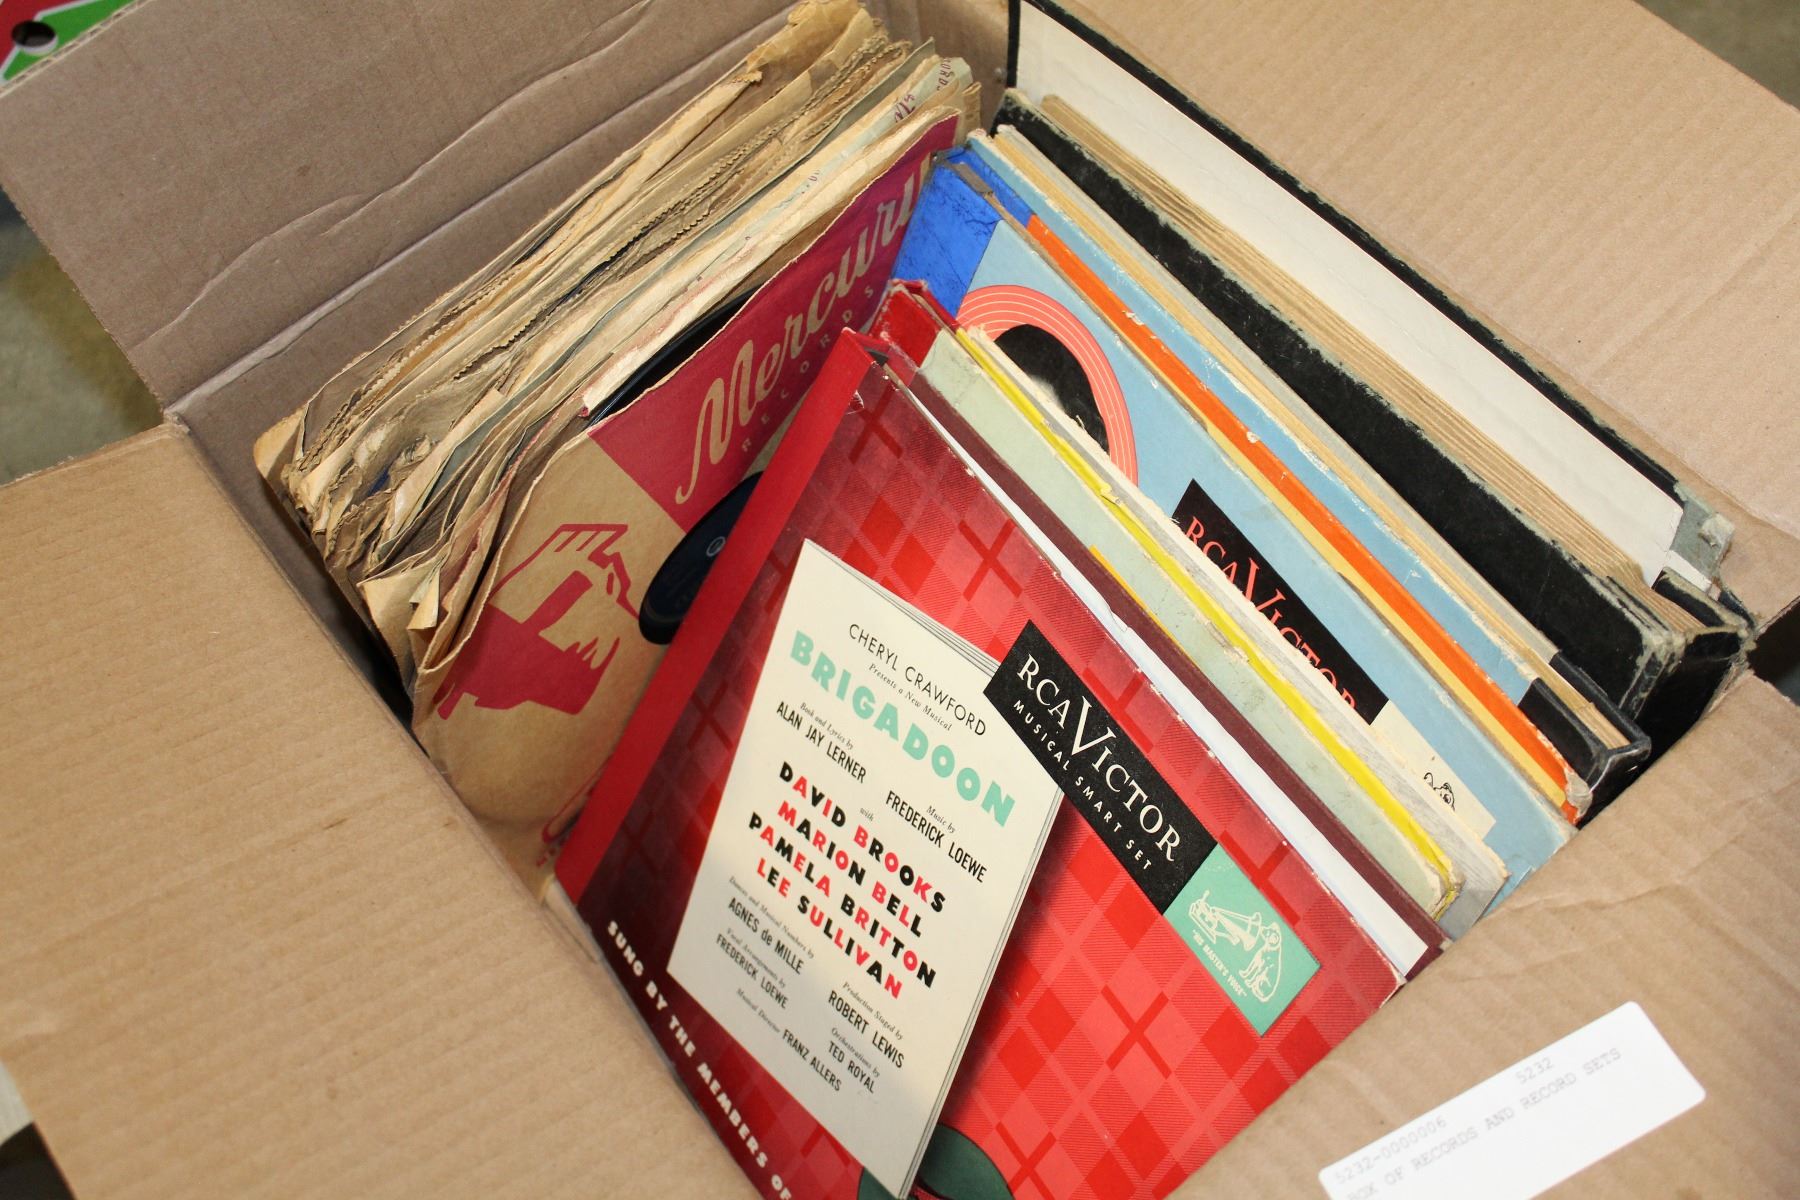 Mercury
RECORDS
CHERYL CRAWFORD
Presents a New Musical
BRIGADOON
Book and Lyrics by
ALAN JAY LERNER
Music by
FREDERICK LOEWE
with
DAVID BROOKS
MARION BELL
PAMELA BRITTON
LEE SULLIVAN
Dances and Musical Numbers by
AGNES de MILLE
Vocal Arrangements by
FREDERICK LOEWE
Musical Director FRANZ ALLERS
Production Staged by
ROBERT LEWIS
Orchestrations by
TED ROYAL
RCA VICTOR
MUSICAL SMART SET
"HIS MASTER'S VOICE"
SUNG BY THE MEMBERS OF
RCA VICTOR
5232
5232-0000006
BOX OF RECORDS AND RECORD SETS